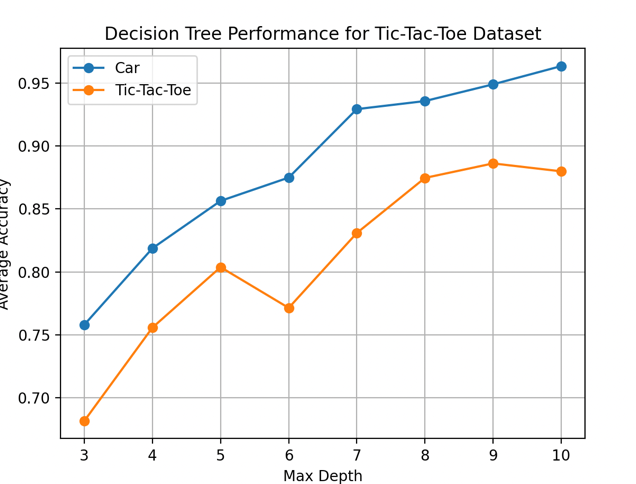 Decision Tree Performance for Tic-Tac-Toe Dataset
Car
Tic-Tac-Toe
Average Accuracy
0.95
0.90
0.85
0.80
0.75
0.70
3 4 5 6 7 8 9 10
Max Depth